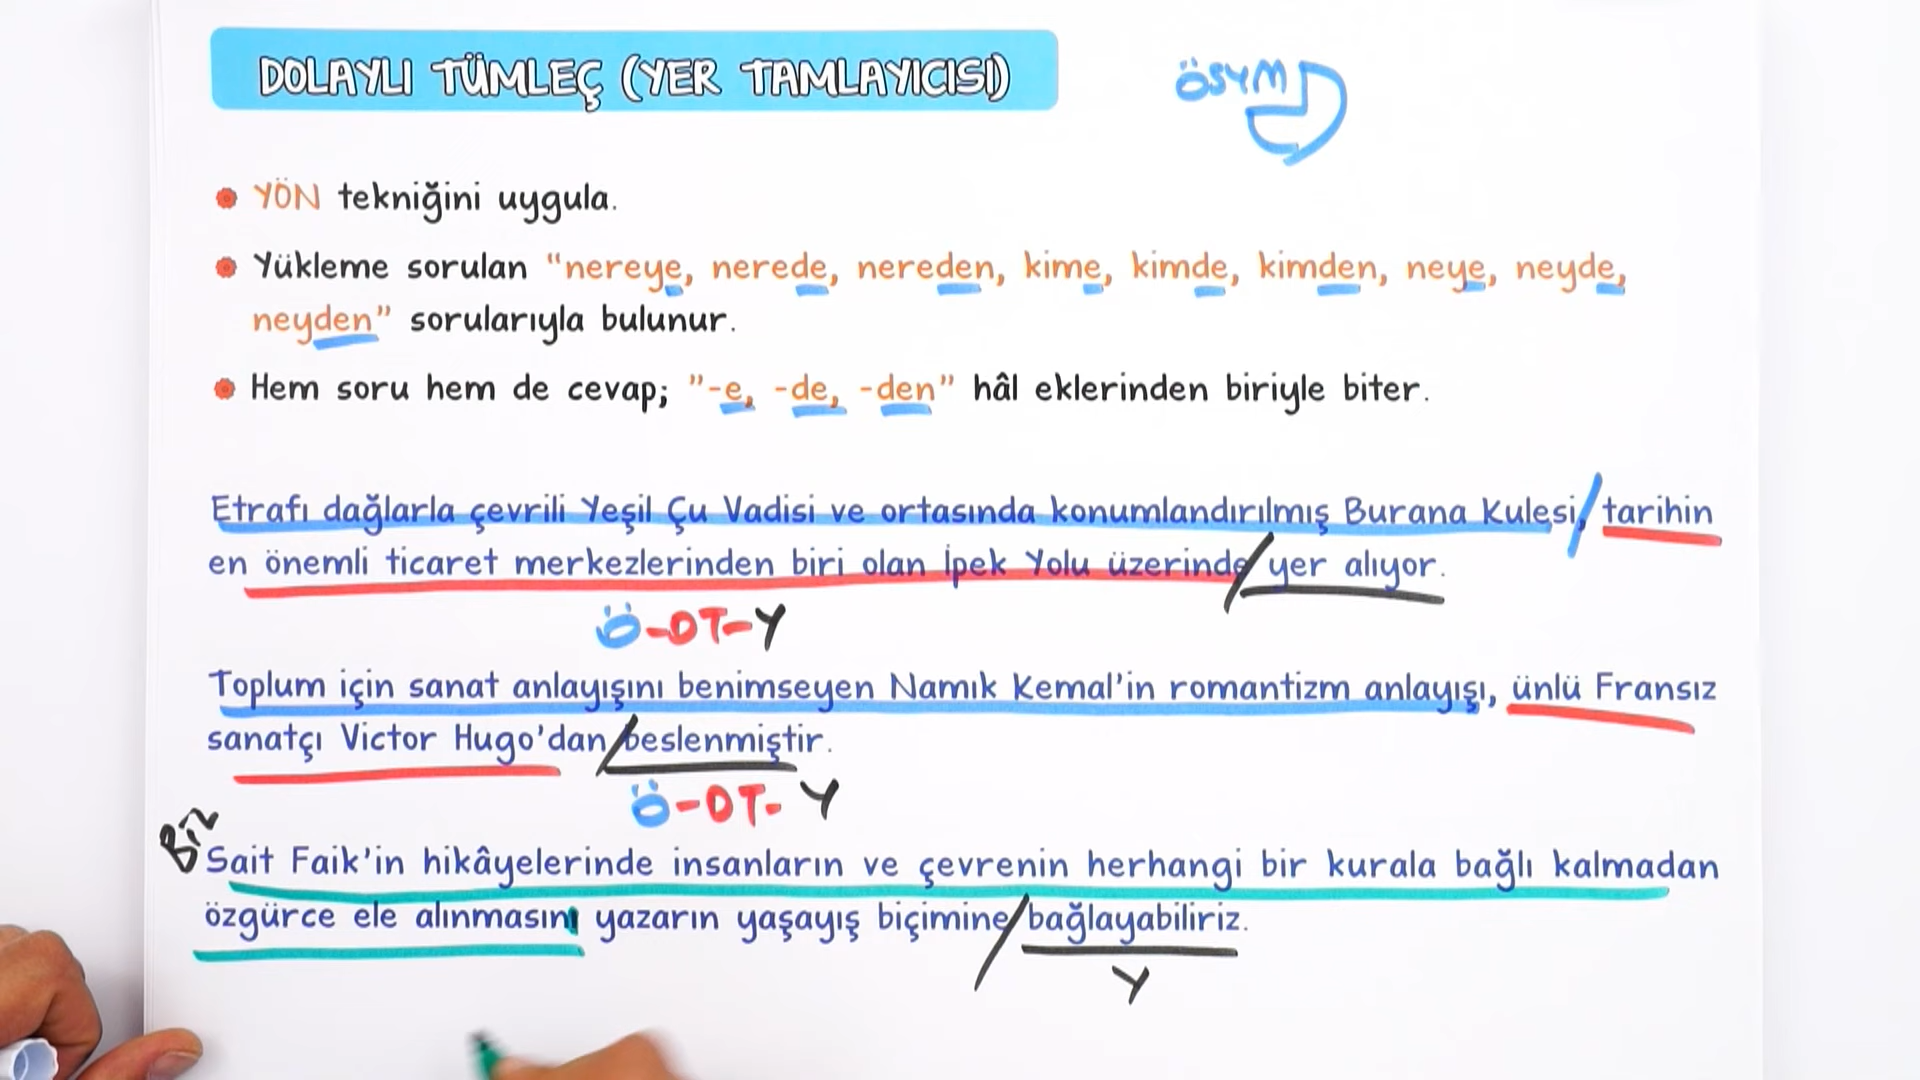 DOLAYLI TÜMLEÇ (YER TAMLAYICISI)
ÖSYM
YÖN tekniğini uygula.
Yükleme sorulan “nereye, nerede, nereden, kime, kimde, kimden, neye, neyde,
neyden” sorularıyla bulunur.
Hem soru hem de cevap; ”-e, -de, -den” hâl eklerinden biriyle biter.
Etrafı dağlarla çevrili Yeşil Çu Vadisi ve ortasında konumlandırılmış Burana Kulesi, tarihin
en önemli ticaret merkezlerinden biri olan İpek Yolu üzerinde yer alıyor.
Ö-DT-Y
Toplum için sanat anlayışını benimseyen Namık Kemal’in romantizm anlayışı, ünlü Fransız
sanatçı Victor Hugo’dan beslenmiştir.
Ö-DT-Y
Biz
Sait Faik’in hikâyelerinde insanların ve çevrenin herhangi bir kurala bağlı kalmadan
özgürce ele alınmasını yazarın yaşayış biçimine bağlayabiliriz.
Y